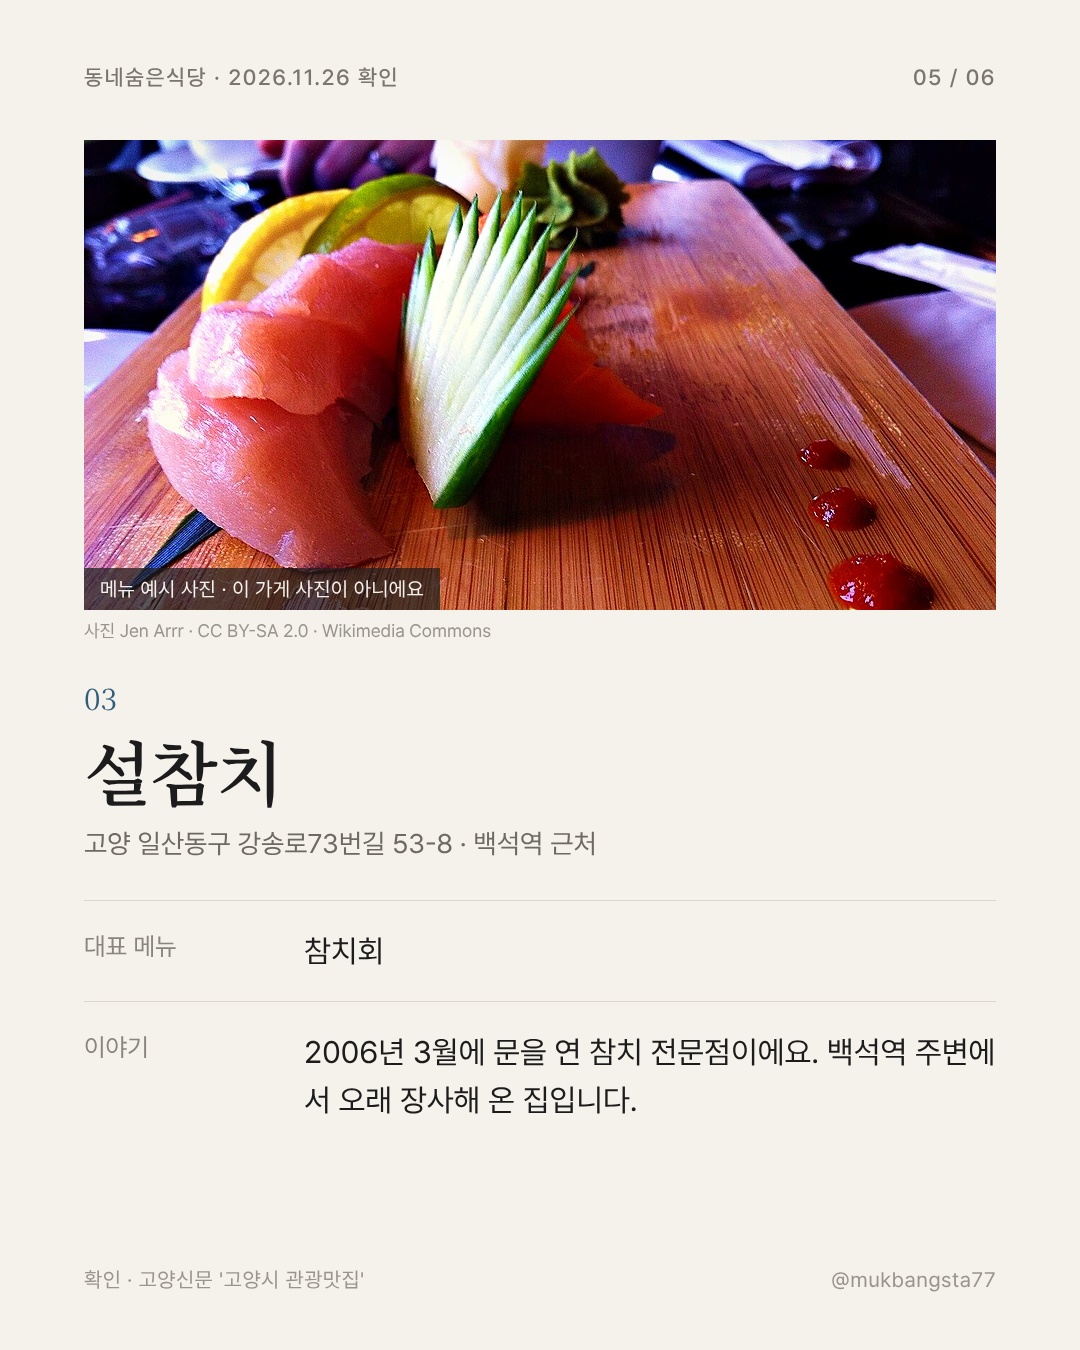 동네숨은식당 · 2026.11.26 확인
05 / 06
메뉴 예시 사진 · 이 가게 사진이 아니에요
사진 Jen Arrr · CC BY-SA 2.0 · Wikimedia Commons
03
설참치
고양 일산동구 강송로73번길 53-8 · 백석역 근처
대표 메뉴
참치회
이야기
2006년 3월에 문을 연 참치 전문점이에요. 백석역 주변에
서 오래 장사해 온 집입니다.
확인 · 고양신문 '고양시 관광맛집'
@mukbangsta77